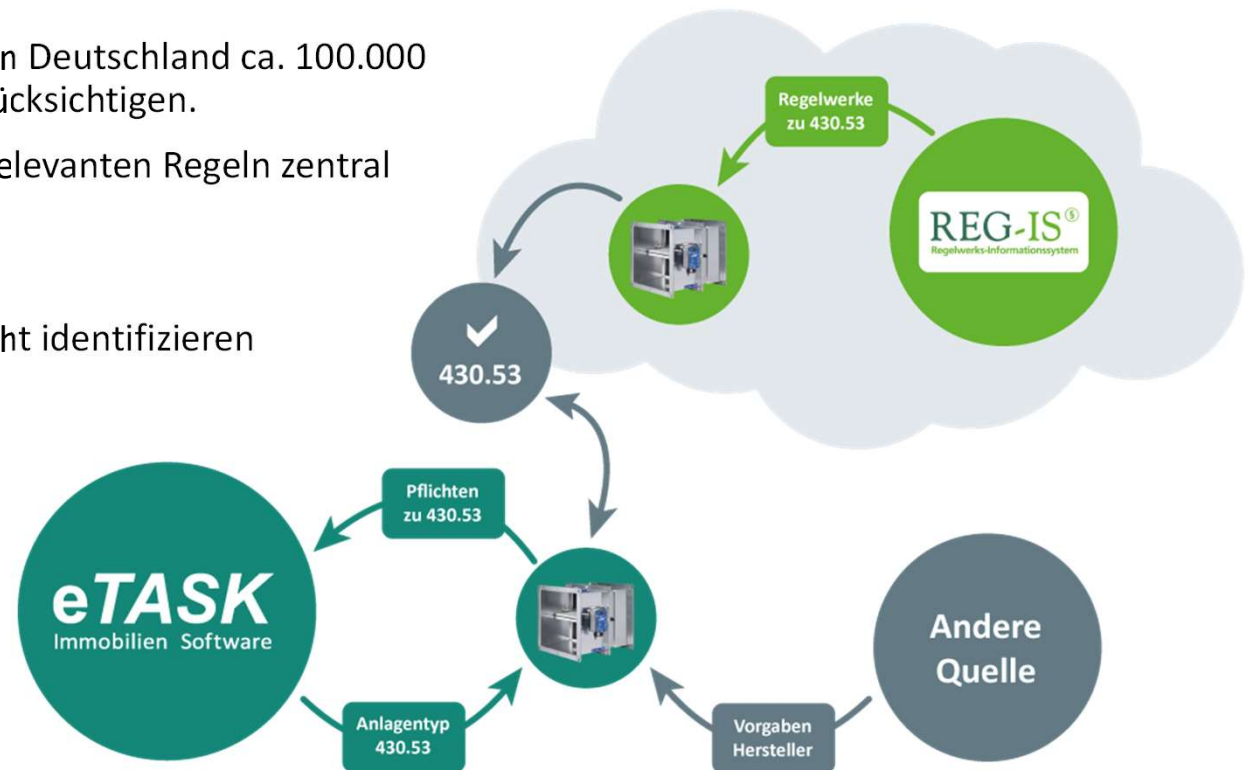 n Deutschland ca. 100.000
ücksichtigen.
elevanten Regeln zentral
ht identifizieren
Regelwerke
zu 430.53
REG-IS®
Regelwerks-Informationssystem
430.53
Pflichten
zu 430.53
eTASK
Immobilien Software
Anlagentyp
430.53
Vorgaben
Hersteller
Andere
Quelle